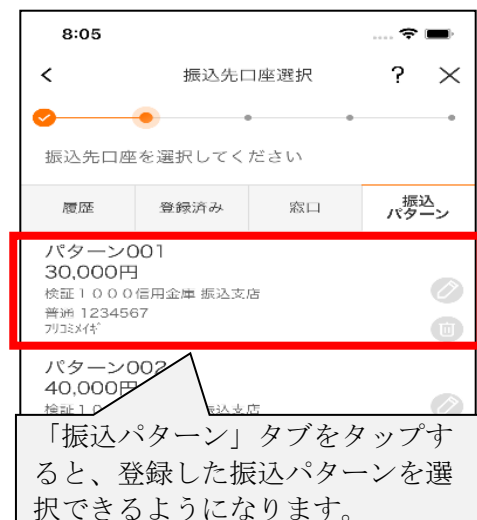 8:05
振込先口座選択 ?
振込先口座を選択してください
履歴 登録済み 窓口 振込
パターン
パターン001
30,000円
検証1000信用金庫 振込支店
普通 1234567
フリコミメイギ
パターン002
40,000円
「振込パターン」タブをタップす
ると、登録した振込パターンを選
択できるようになります。